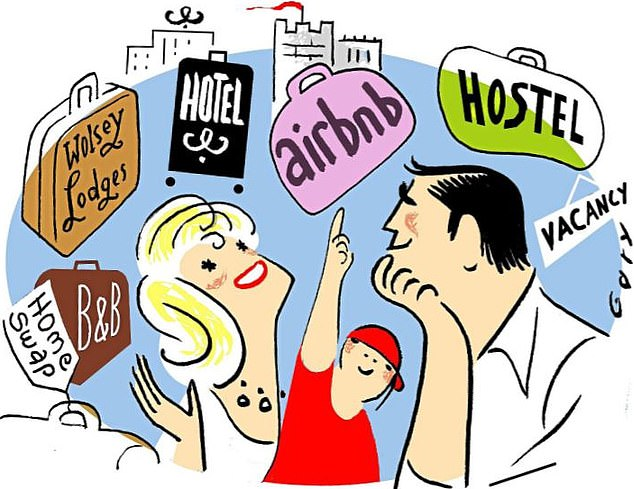 HOTEL
airbnb
HOSTEL
Wolsey
Lodges
VACANCY
B&B
Home
Swap